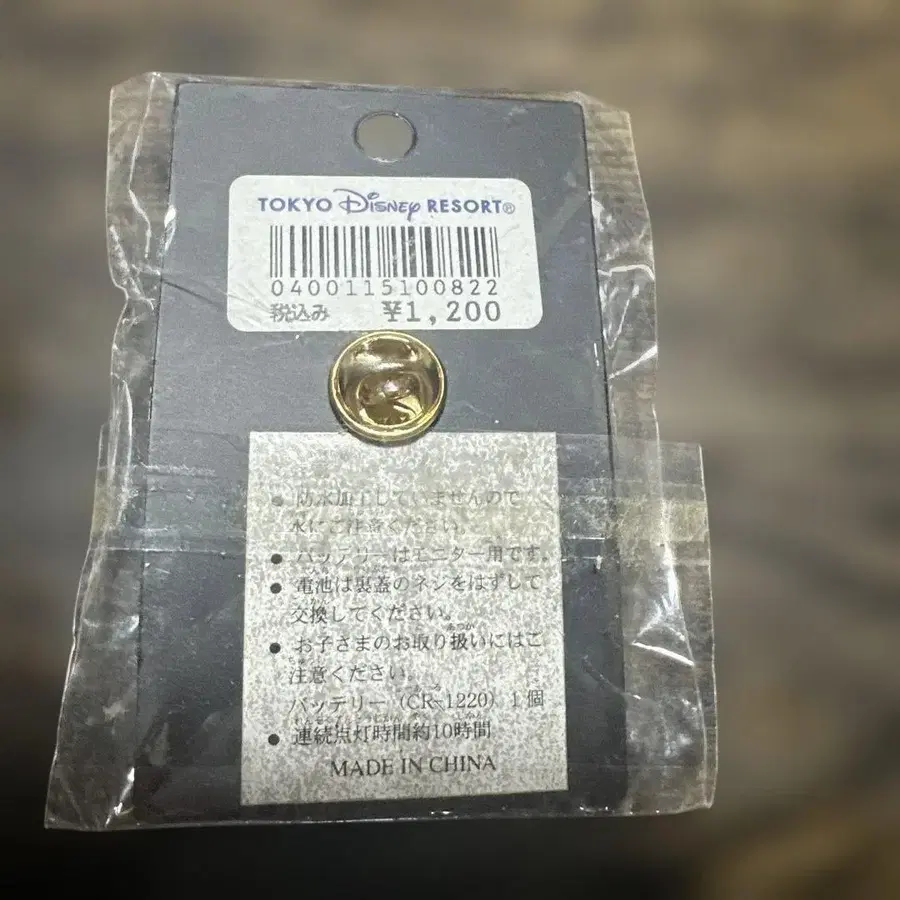 TOKYO Disney RESORT®
0400115100822
税込み ¥1,200
● 防水加工していませんので
水にご注意ください。
● バッテリーはモニター用です。
● 電池は裏蓋のネジをはずして
交換してください。
● お子さまのお取り扱いにはご
注意ください。
バッテリー（CR-1220）1個
● 連続点灯時間約10時間
MADE IN CHINA